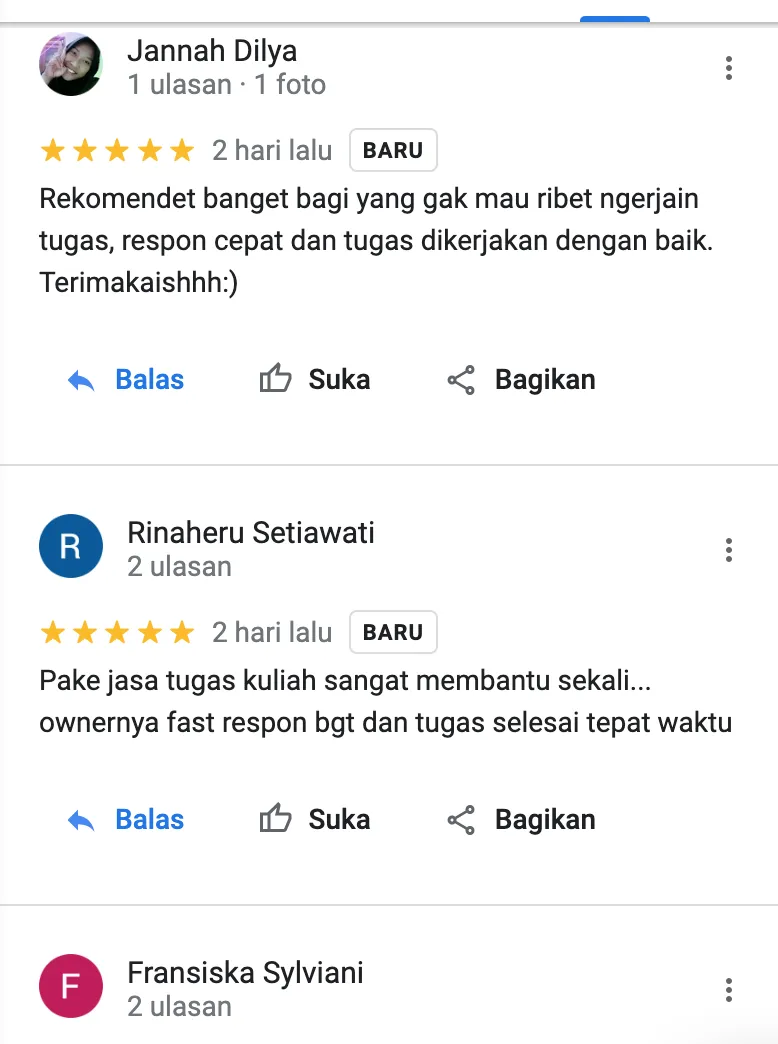 Jannah Dilya
1 ulasan · 1 foto
2 hari lalu BARU
Rekomendet banget bagi yang gak mau ribet ngerjain
tugas, respon cepat dan tugas dikerjakan dengan baik.
Terimakaishhh:)
Balas Suka Bagikan
R
Rinaheru Setiawati
2 ulasan
2 hari lalu BARU
Pake jasa tugas kuliah sangat membantu sekali...
ownernya fast respon bgt dan tugas selesai tepat waktu
Balas Suka Bagikan
F
Fransiska Sylviani
2 ulasan